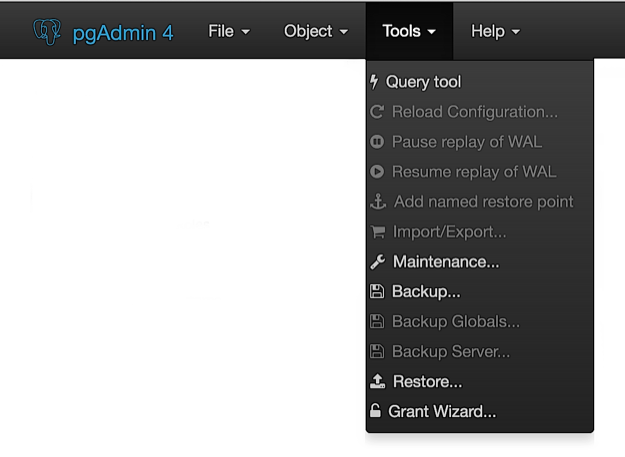 pgAdmin 4 File Object Tools Help
Query tool
Reload Configuration...
Pause replay of WAL
Resume replay of WAL
Add named restore point
Import/Export...
Maintenance...
Backup...
Backup Globals...
Backup Server...
Restore...
Grant Wizard...